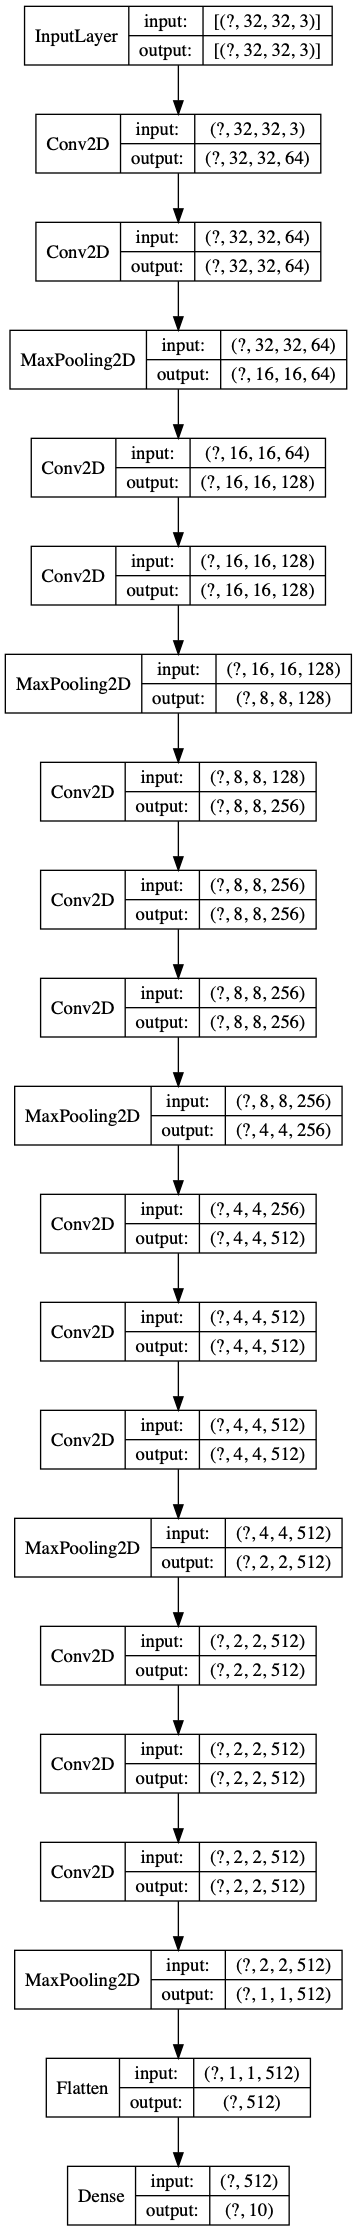 InputLayer input: [(?, 32, 32, 3)]
output: [(?, 32, 32, 3)]
Conv2D input: (?, 32, 32, 3)
output: (?, 32, 32, 64)
Conv2D input: (?, 32, 32, 64)
output: (?, 32, 32, 64)
MaxPooling2D input: (?, 32, 32, 64)
output: (?, 16, 16, 64)
Conv2D input: (?, 16, 16, 64)
output: (?, 16, 16, 128)
Conv2D input: (?, 16, 16, 128)
output: (?, 16, 16, 128)
MaxPooling2D input: (?, 16, 16, 128)
output: (?, 8, 8, 128)
Conv2D input: (?, 8, 8, 128)
output: (?, 8, 8, 256)
Conv2D input: (?, 8, 8, 256)
output: (?, 8, 8, 256)
Conv2D input: (?, 8, 8, 256)
output: (?, 8, 8, 256)
MaxPooling2D input: (?, 8, 8, 256)
output: (?, 4, 4, 256)
Conv2D input: (?, 4, 4, 256)
output: (?, 4, 4, 512)
Conv2D input: (?, 4, 4, 512)
output: (?, 4, 4, 512)
Conv2D input: (?, 4, 4, 512)
output: (?, 4, 4, 512)
MaxPooling2D input: (?, 4, 4, 512)
output: (?, 2, 2, 512)
Conv2D input: (?, 2, 2, 512)
output: (?, 2, 2, 512)
Conv2D input: (?, 2, 2, 512)
output: (?, 2, 2, 512)
Conv2D input: (?, 2, 2, 512)
output: (?, 2, 2, 512)
MaxPooling2D input: (?, 2, 2, 512)
output: (?, 1, 1, 512)
Flatten input: (?, 1, 1, 512)
output: (?, 512)
Dense input: (?, 512)
output: (?, 10)